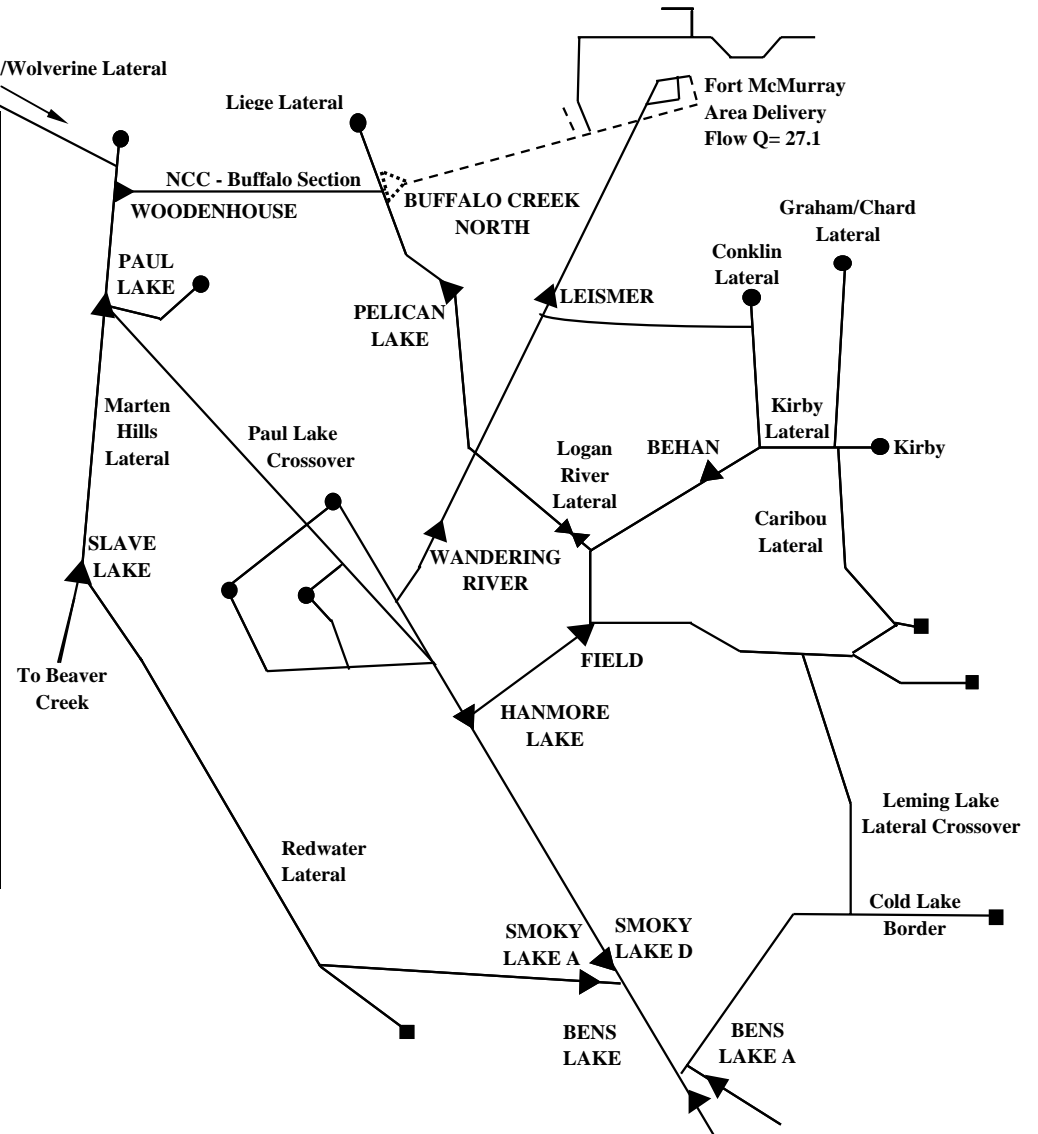 /Wolverine Lateral
Liege Lateral
Fort McMurray
Area Delivery
Flow Q= 27.1
NCC - Buffalo Section
WOODENHOUSE
BUFFALO CREEK
NORTH
Graham/Chard
Lateral
Conklin
Lateral
PAUL
LAKE
LEISMER
PELICAN
LAKE
Marten
Hills
Lateral
Paul Lake
Crossover
Logan
River
Lateral
BEHAN
Kirby
Lateral
Kirby
Caribou
Lateral
SLAVE
LAKE
WANDERING
RIVER
To Beaver
Creek
FIELD
HANMORE
LAKE
Leming Lake
Lateral Crossover
Redwater
Lateral
Cold Lake
Border
SMOKY
LAKE A
SMOKY
LAKE D
BENS
LAKE
BENS
LAKE A